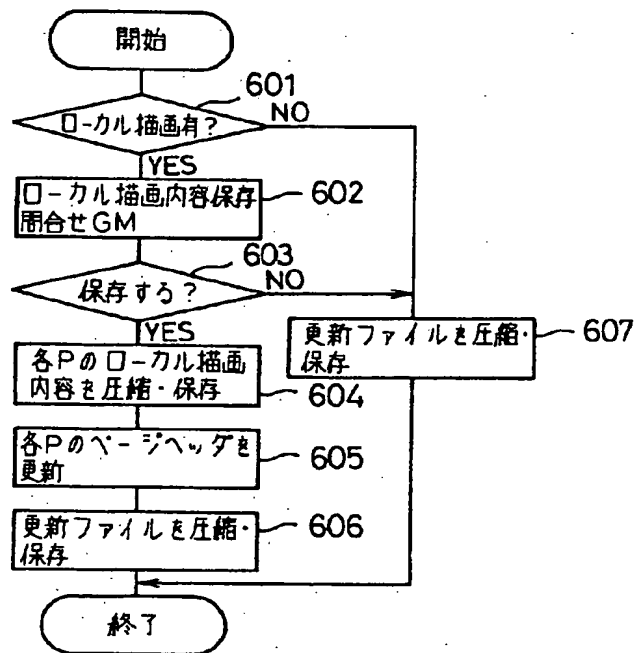 開始
601
ローカル描画有?
NO
YES
ローカル描画内容保存
問合せGM
602
603
保存する?
NO
YES
更新ファイルを圧縮・
保存
607
各Pのローカル描画
内容を圧縮・保存
604
各Pのページヘッダを
更新
605
更新ファイルを圧縮・
保存
606
終了